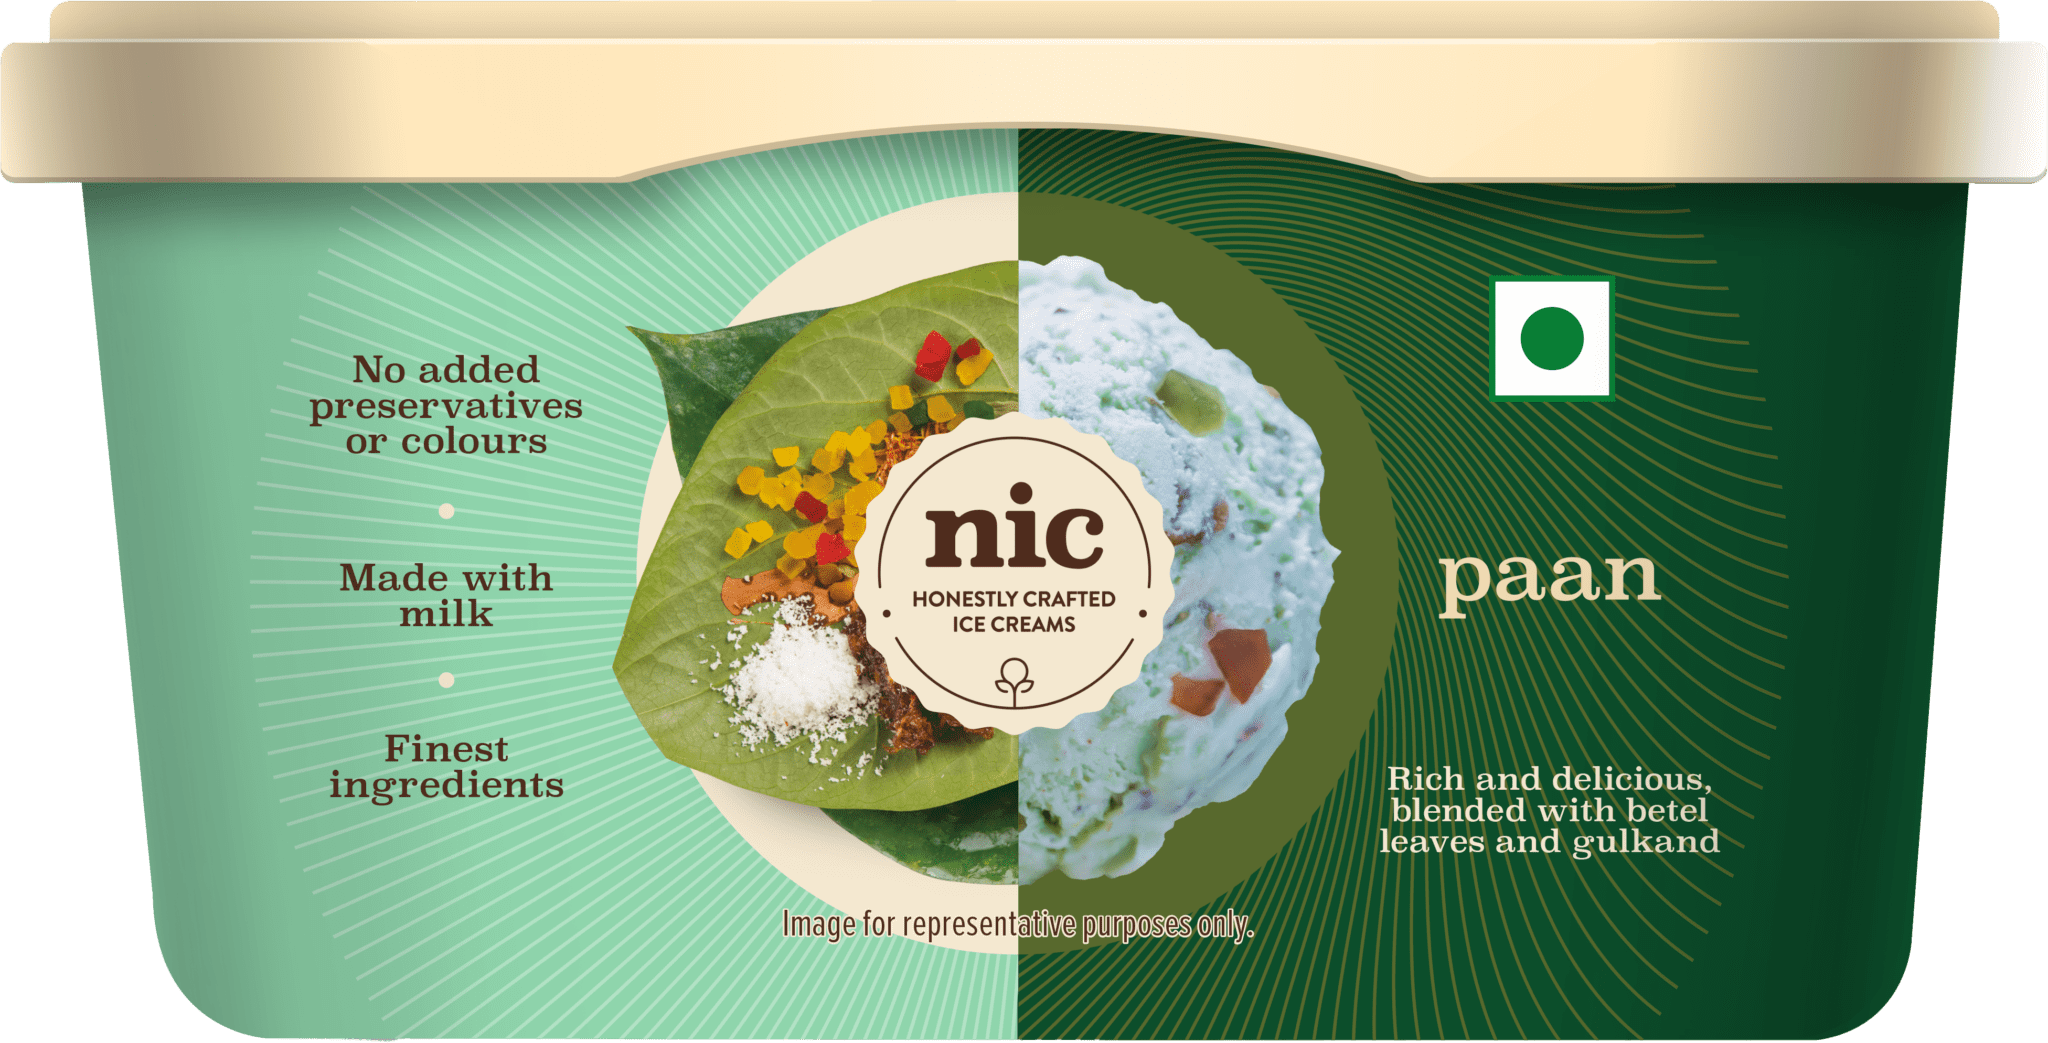 No added
preservatives
or colours
Made with
milk
Finest
ingredients
nic
HONESTLY CRAFTED
ICE CREAMS
paan
Rich and delicious,
blended with betel
leaves and gulkand
Image for representative purposes only.